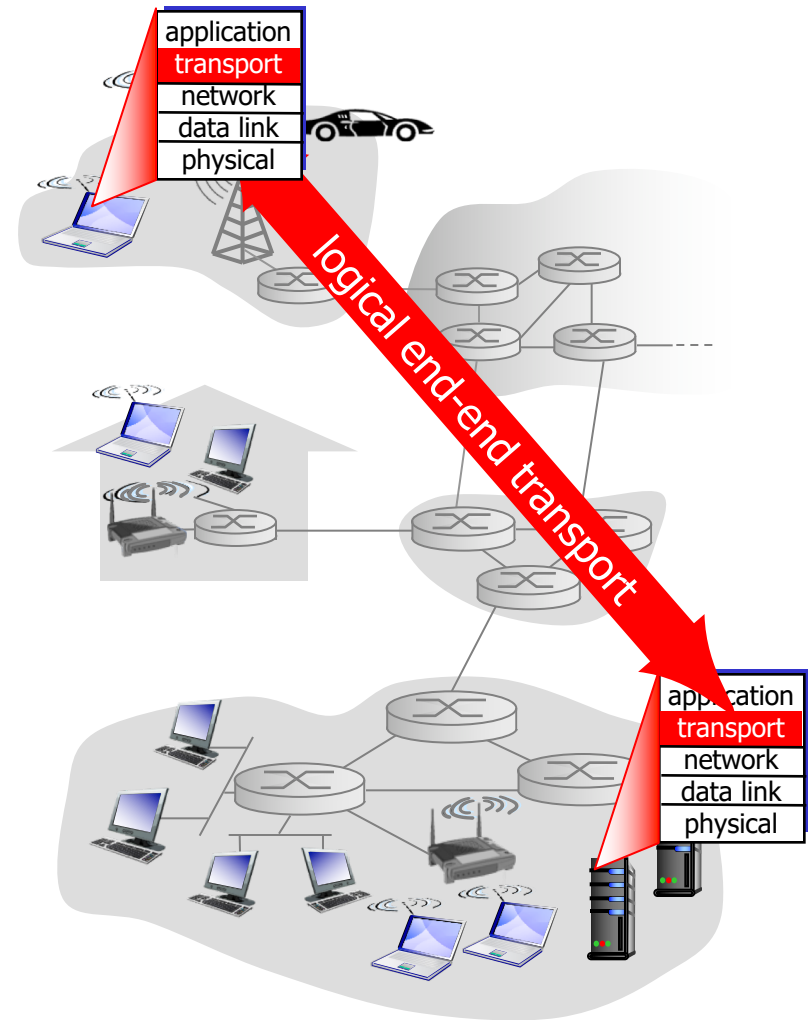 application
transport
network
data link
physical
logical end-end transport
application
transport
network
data link
physical